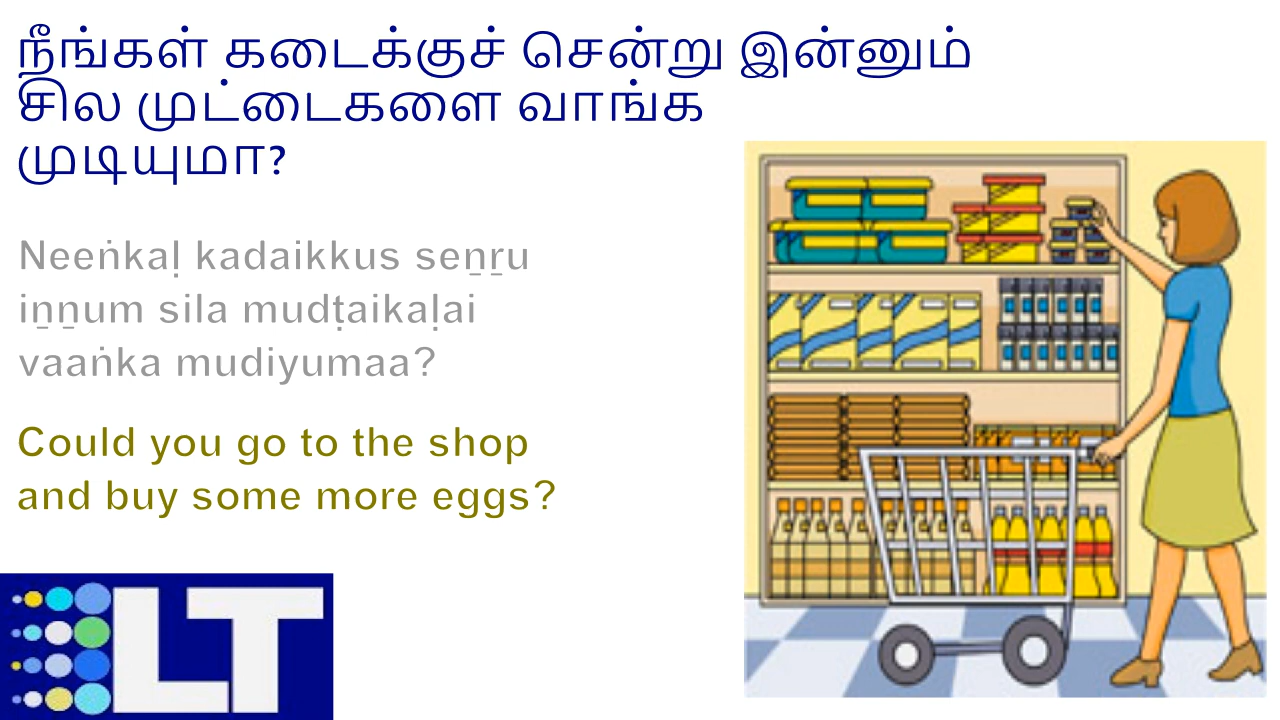 நீங்கள் கடைக்குச் சென்று இன்னும்
சில முட்டைகளை வாங்க
முடியுமா?
Neeṅkaḷ kadaikkus seṉṟu
iṉṉum sila mudṭaikaḷai
vaaṅka mudiyumaa?
Could you go to the shop
and buy some more eggs?
LT